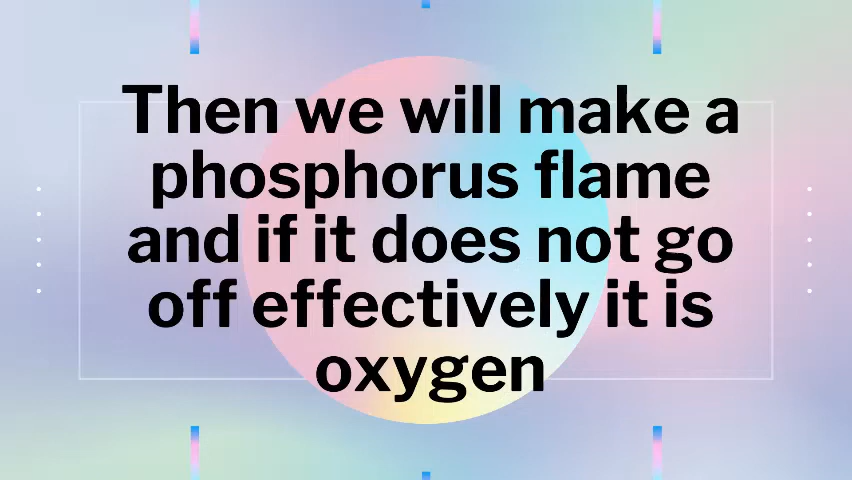 Then we will make a
phosphorus flame
and if it does not go
off effectively it is
oxygen